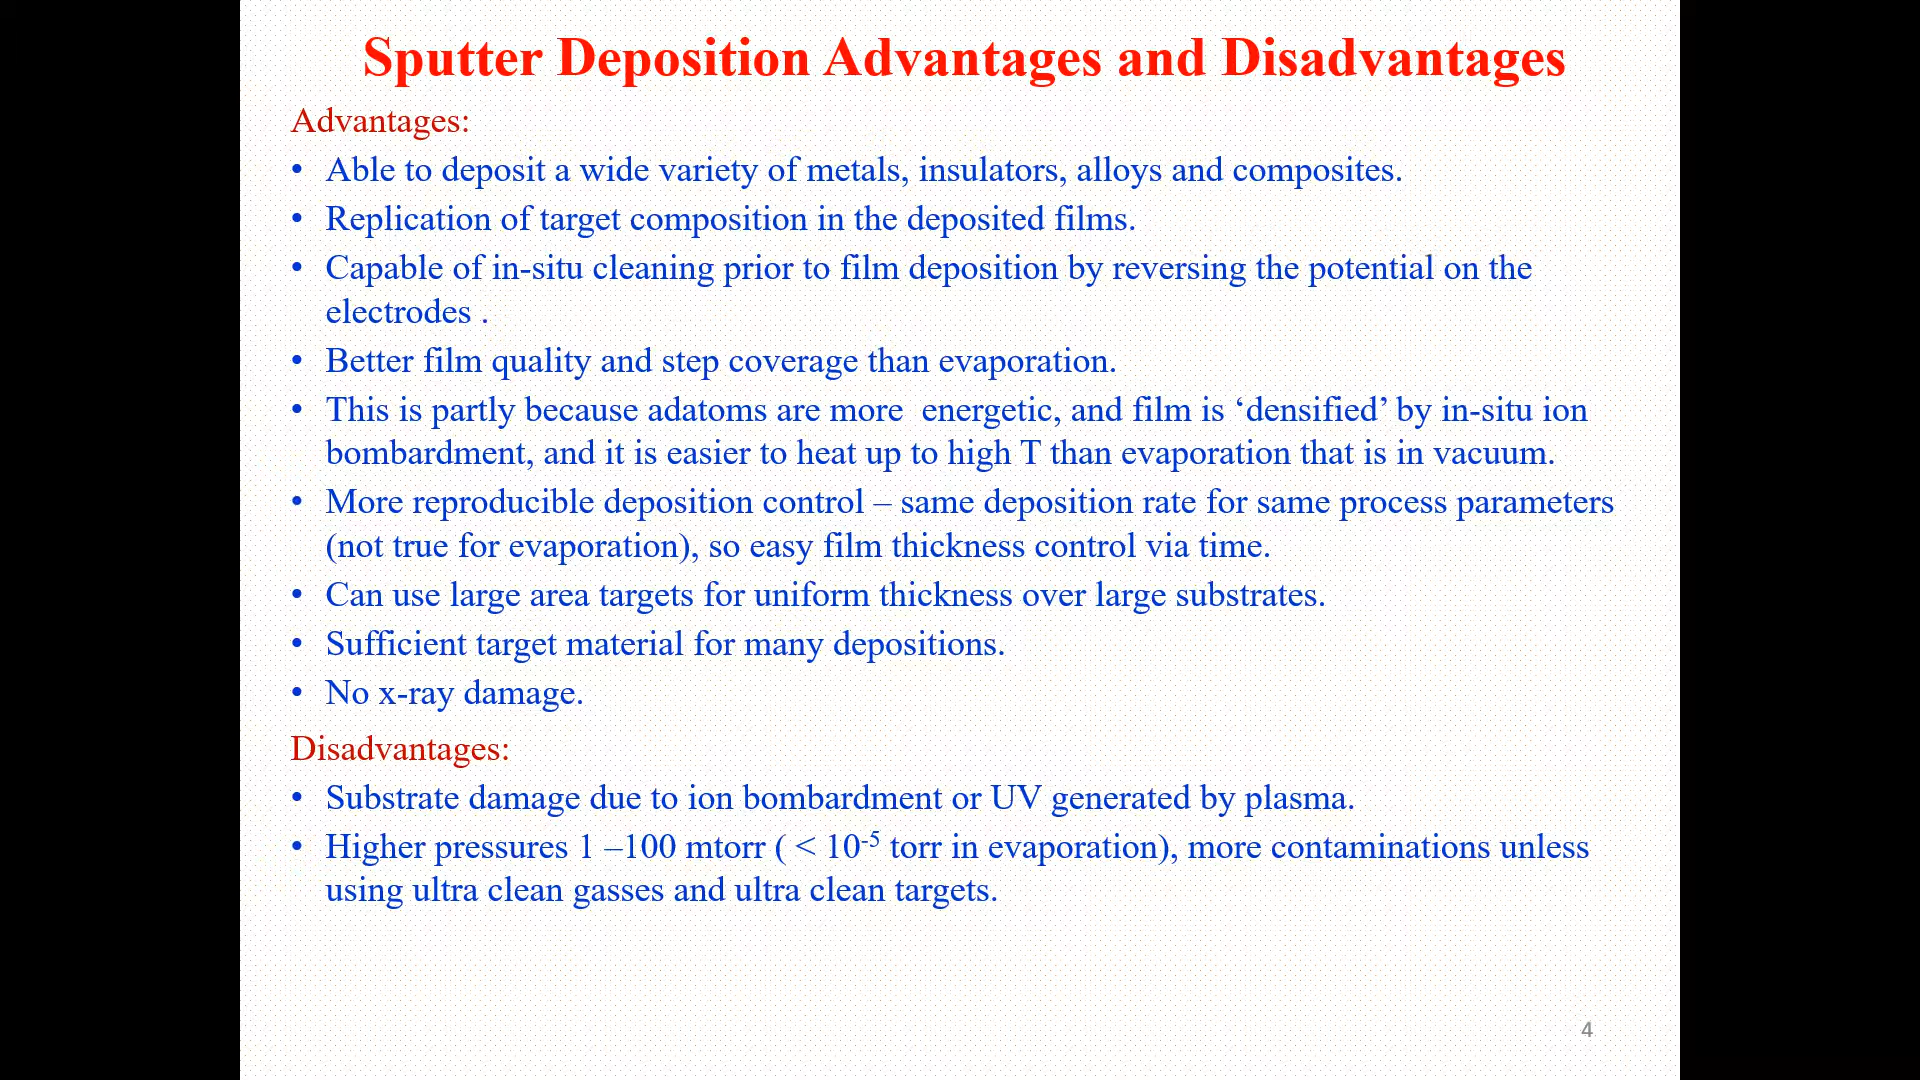 Sputter Deposition Advantages and Disadvantages
Advantages:
• Able to deposit a wide variety of metals, insulators, alloys and composites.
• Replication of target composition in the deposited films.
• Capable of in-situ cleaning prior to film deposition by reversing the potential on the
electrodes .
• Better film quality and step coverage than evaporation.
• This is partly because adatoms are more  energetic, and film is ‘densified’ by in-situ ion
bombardment, and it is easier to heat up to high T than evaporation that is in vacuum.
• More reproducible deposition control – same deposition rate for same process parameters
(not true for evaporation), so easy film thickness control via time.
• Can use large area targets for uniform thickness over large substrates.
• Sufficient target material for many depositions.
• No x-ray damage.
Disadvantages:
• Substrate damage due to ion bombardment or UV generated by plasma.
• Higher pressures 1 –100 mtorr ( < 10⁻⁵ torr in evaporation), more contaminations unless
using ultra clean gasses and ultra clean targets.
4